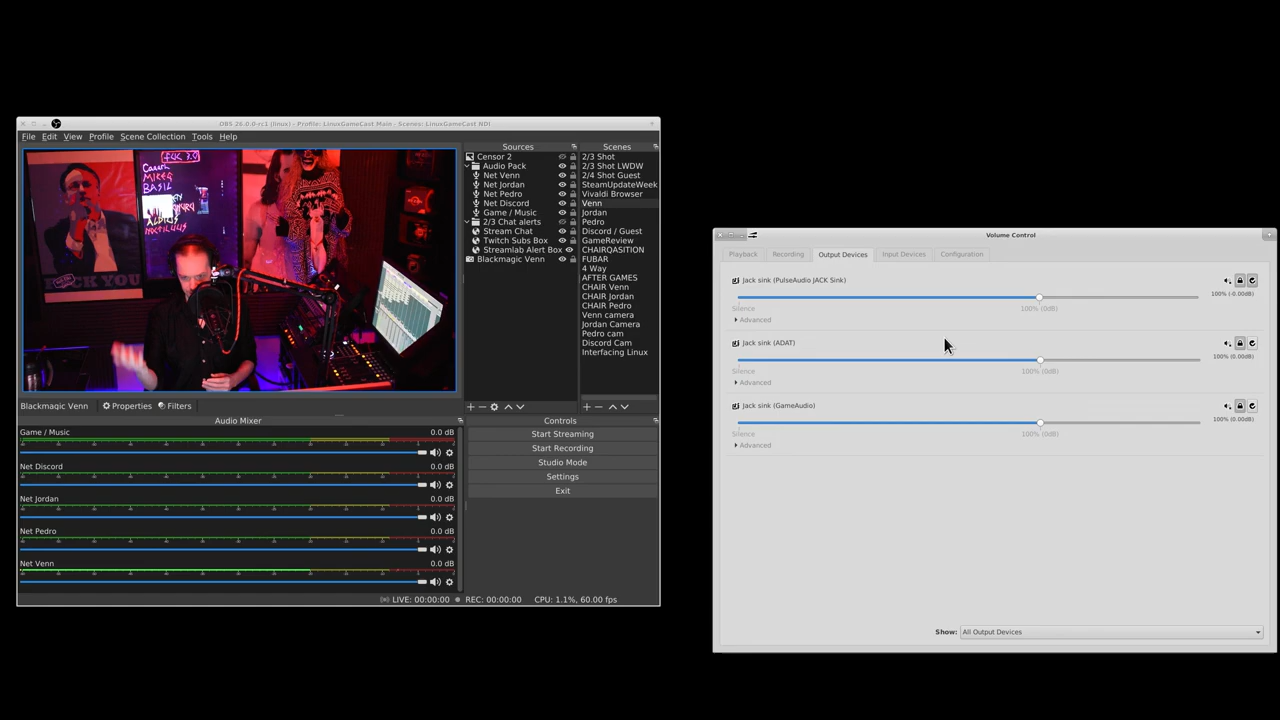 OBS 26.0.0-rc1 (linux) - Profile: LinuxGameCast Main - Scenes: LinuxGameCast NDI
File Edit View Profile Scene Collection Tools Help
MIREG
BASIL
Sources
Censor 2
Audio Pack
Net Venn
Net Jordan
Net Pedro
Net Discord
Game / Music
2/3 Chat alerts
Stream Chat
Twitch Subs Box
Streamlab Alert Box
Blackmagic Venn
Scenes
2/3 Shot
2/3 Shot LWDW
2/4 Shot Guest
SteamUpdateWeek
Vivaldi Browser
Venn
Jordan
Pedro
Discord / Guest
GameReview
CHAIRQASITION
FUBAR
4 Way
AFTER GAMES
CHAIR Venn
CHAIR Jordan
CHAIR Pedro
Venn camera
Jordan Camera
Pedro cam
Discord Cam
Interfacing Linux
Blackmagic Venn Properties Filters
Audio Mixer
Game / Music 0.0 dB
Net Discord 0.0 dB
Net Jordan 0.0 dB
Net Pedro 0.0 dB
Net Venn 0.0 dB
Controls
Start Streaming
Start Recording
Studio Mode
Settings
Exit
LIVE: 00:00:00 REC: 00:00:00 CPU: 1.1%, 60.00 fps
Volume Control
Playback Recording Output Devices Input Devices Configuration
Jack sink (PulseAudio JACK Sink)
100% (-0.00dB)
Silence 100% (0dB)
Advanced
Jack sink (ADAT)
100% (0.00dB)
Silence 100% (0dB)
Advanced
Jack sink (GameAudio)
100% (0.00dB)
Silence 100% (0dB)
Advanced
Show: All Output Devices